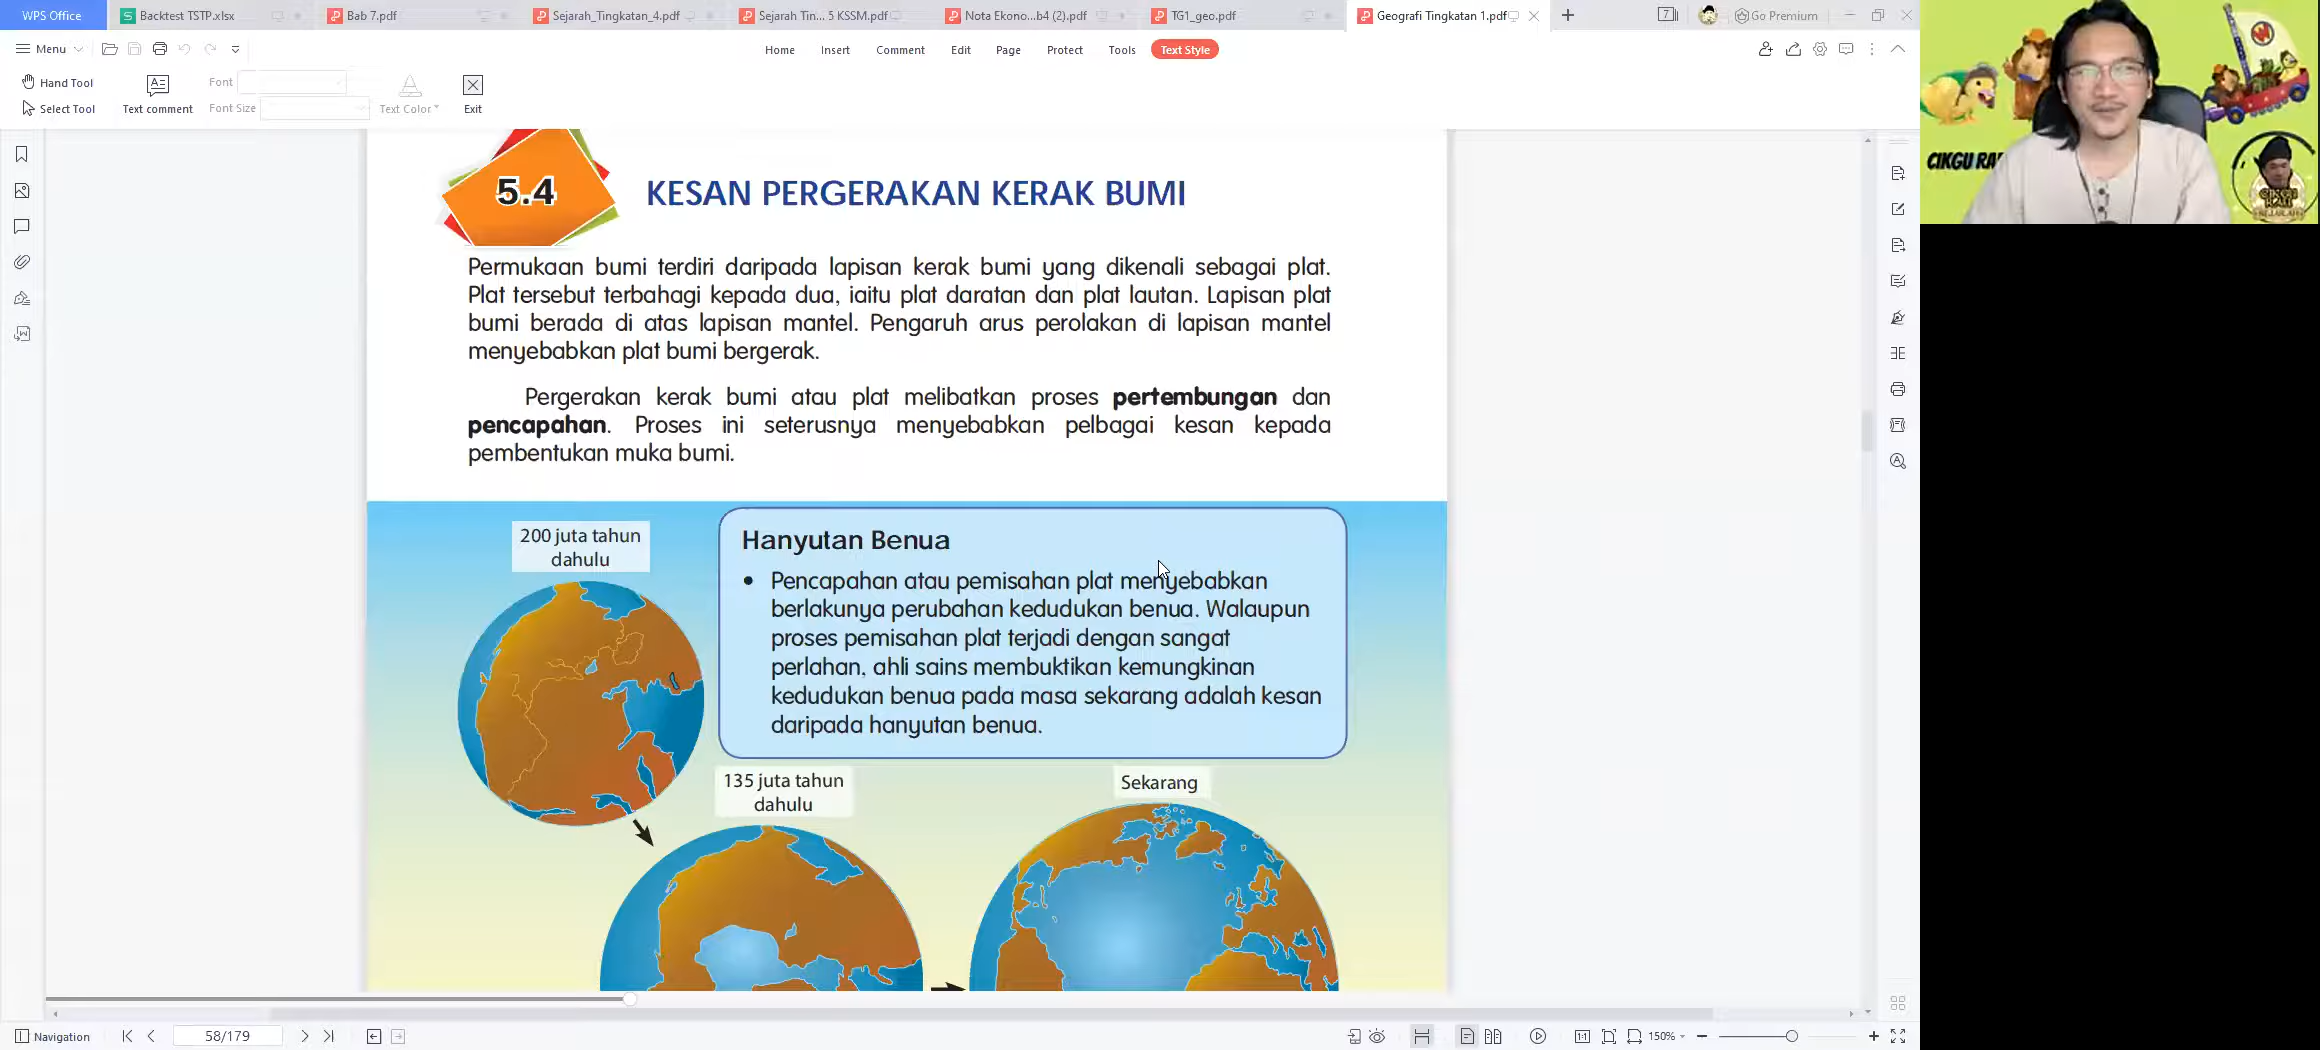 WPS Office
Backtest TSTP.xlsx
Bab 7.pdf
Sejarah_Tingkatan_4.pdf
Sejarah Tin... 5 KSSM.pdf
Nota Ekono...b4 (2).pdf
TG1_geo.pdf
Geografi Tingkatan 1.pdf
7
Go Premium
Menu
Home
Insert
Comment
Edit
Page
Protect
Tools
Text Style
Hand Tool
Select Tool
Text comment
Font
Font Size
Text Color
Exit
CIKGU
5.4
KESAN PERGERAKAN KERAK BUMI
Permukaan bumi terdiri daripada lapisan kerak bumi yang dikenali sebagai plat.
Plat tersebut terbahagi kepada dua, iaitu plat daratan dan plat lautan. Lapisan plat
bumi berada di atas lapisan mantel. Pengaruh arus perolakan di lapisan mantel
menyebabkan plat bumi bergerak.
Pergerakan kerak bumi atau plat melibatkan proses pertembungan dan
pencapahan. Proses ini seterusnya menyebabkan pelbagai kesan kepada
pembentukan muka bumi.
200 juta tahun
dahulu
Hanyutan Benua
• Pencapahan atau pemisahan plat menyebabkan
berlakunya perubahan kedudukan benua. Walaupun
proses pemisahan plat terjadi dengan sangat
perlahan, ahli sains membuktikan kemungkinan
kedudukan benua pada masa sekarang adalah kesan
daripada hanyutan benua.
135 juta tahun
dahulu
Sekarang
Navigation
58/179
150%